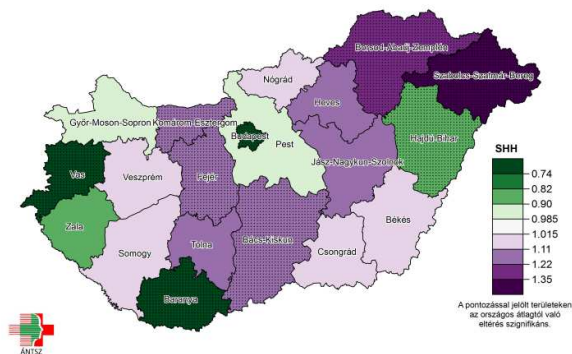 Borsod-Abaúj-Zemplén
Szabolcs-Szatmár-Bereg
Nógrád
Heves
Győr-Moson-Sopron
Komárom-Esztergom
Budapest
Hajdú-Bihar
Pest
Vas
Veszprém
Fejér
Jász-Nagykun-Szolnok
Zala
Békés
Somogy
Tolna
Bács-Kiskun
Csongrád
Baranya
SHH
0.74
0.82
0.90
0.985
1.015
1.11
1.22
1.35
A pontozással jelölt területeken
az országos átlagtól való
eltérés szignifikáns.
ÁNTSZ